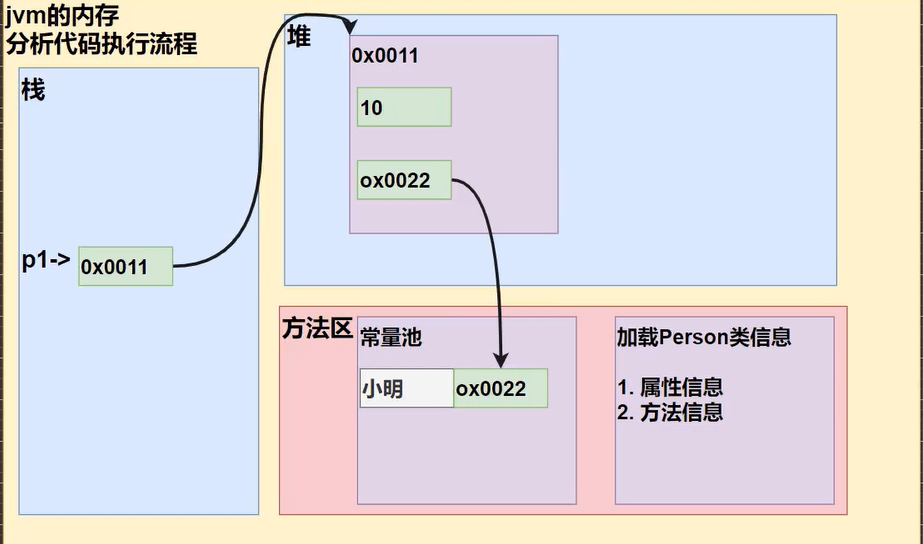 jvm的内存
分析代码执行流程
栈
p1->
0x0011
堆
0x0011
10
ox0022
方法区
常量池
小明
ox0022
加载Person类信息
1. 属性信息
2. 方法信息